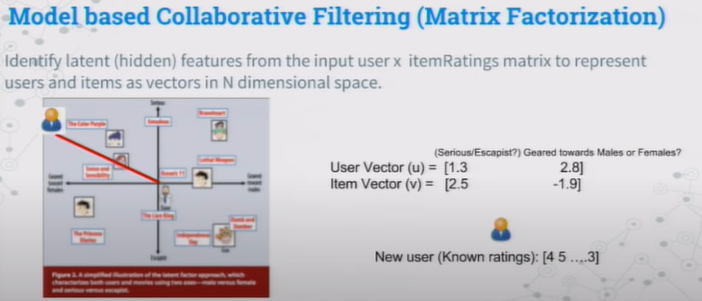 Model based Collaborative Filtering (Matrix Factorization)
Identify latent (hidden) features from the input user x itemRatings matrix to represent
users and items as vectors in N dimensional space.
Serious
Braveheart
The Color Purple
Amadeus
Lethal Weapon
Sense and
Sensibility
Ocean's 11
Geared
toward
females
Geared
toward
males
The Lion King
Dumb and
Dumber
The Princess
Diaries
Independence
Day
Gus
Escapist
Figure 2. A simplified illustration of the latent factor approach, which
characterizes both users and movies using two axes—male versus female
and serious versus escapist.
(Serious/Escapist?) Geared towards Males or Females?
User Vector (u) = [1.3 2.8]
Item Vector (v) = [2.5 -1.9]
New user (Known ratings): [4 5 ....3]